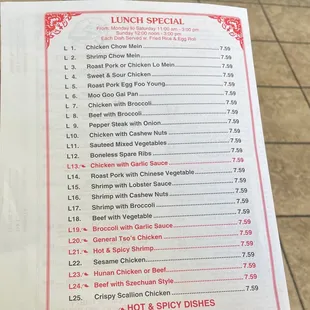 LUNCH SPECIAL
From: Monday to Saturday 11:00 am - 3:00 pm
Sunday 12:00 noon - 3:00 pm
Each Dish Served w. Fried Rice & Egg Roll
L 1. Chicken Chow Mein 7.59
L 2. Shrimp Chow Mein 7.59
L 3. Roast Pork or Chicken Lo Mein 7.59
L 4. Sweet & Sour Chicken 7.59
L 5. Roast Pork Egg Foo Young 7.59
L 6. Moo Goo Gai Pan 7.59
L 7. Chicken with Broccoli 7.59
L 8. Beef with Broccoli 7.59
L 9. Pepper Steak with Onion 7.59
L10. Chicken with Cashew Nuts 7.59
L11. Sauteed Mixed Vegetables 7.59
L12. Boneless Spare Ribs 7.59
L13. Chicken with Garlic Sauce 7.59
L14. Roast Pork with Chinese Vegetable 7.59
L15. Shrimp with Lobster Sauce 7.59
L16. Shrimp with Cashew Nuts 7.59
L17. Shrimp with Broccoli 7.59
L18. Beef with Vegetable 7.59
L19. Broccoli with Garlic Sauce 7.59
L20. General Tso's Chicken 7.59
L21. Hot & Spicy Shrimp 7.59
L22. Sesame Chicken 7.59
L23. Hunan Chicken or Beef 7.59
L24. Beef with Szechuan Style 7.59
L25. Crispy Scallion Chicken 7.59
HOT & SPICY DISHES